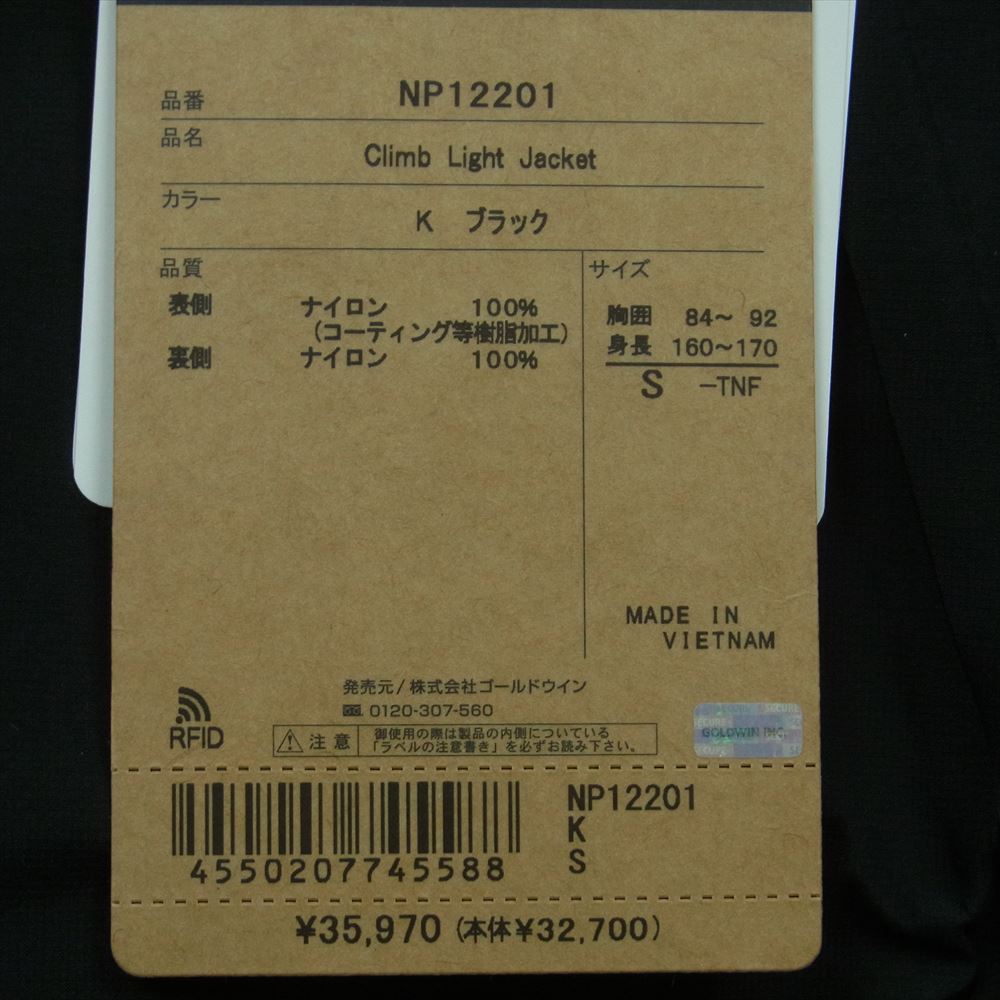 品番 NP12201
品名 Climb Light Jacket
カラー K ブラック
品質
表側 ナイロン 100%
(コーティング等樹脂加工)
裏側 ナイロン 100%
サイズ
胸囲 84～ 92
身長 160～170
S -TNF
MADE IN
VIETNAM
発売元/株式会社ゴールドウイン
0120-307-560
RFID
注意 御使用の際は製品の内側についている
「ラベルの注意書き」を必ずお読み下さい。
SECURE
SECURE
GOLDWIN INC.
SECURE
4550207745588
NP12201
K
S
¥35,970 (本体¥32,700)